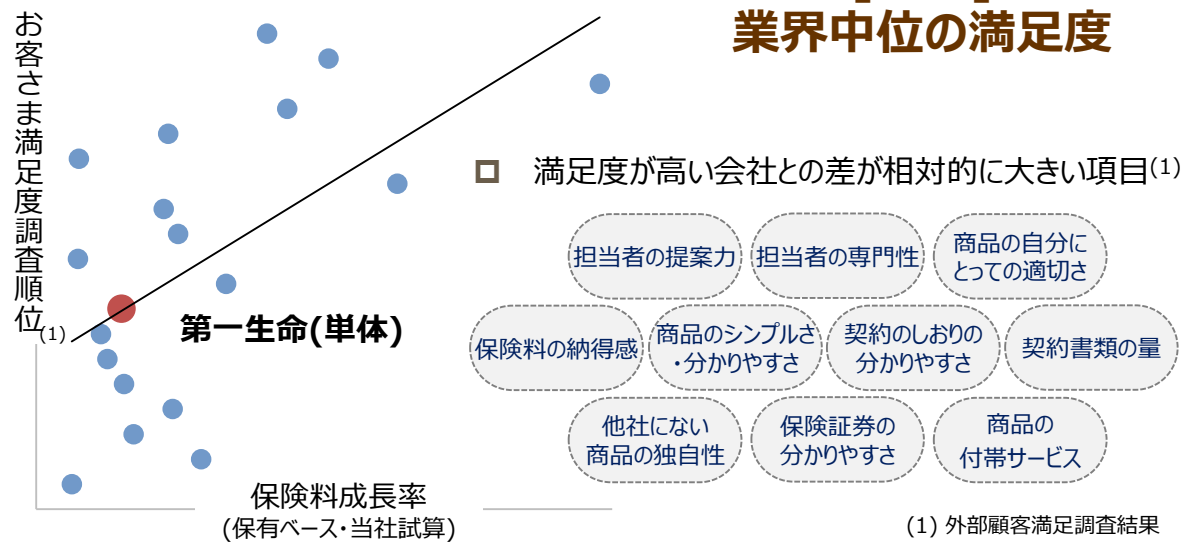 業界中位の満足度
お客さま満足度調査順位(1)
第一生命(単体)
保険料成長率
(保有ベース・当社試算)
満足度が高い会社との差が相対的に大きい項目(1)
担当者の提案力
担当者の専門性
商品の自分に
とっての適切さ
保険料の納得感
商品のシンプルさ
・分かりやすさ
契約のしおりの
分かりやすさ
契約書類の量
他社にない
商品の独自性
保険証券の
分かりやすさ
商品の
付帯サービス
(1) 外部顧客満足調査結果